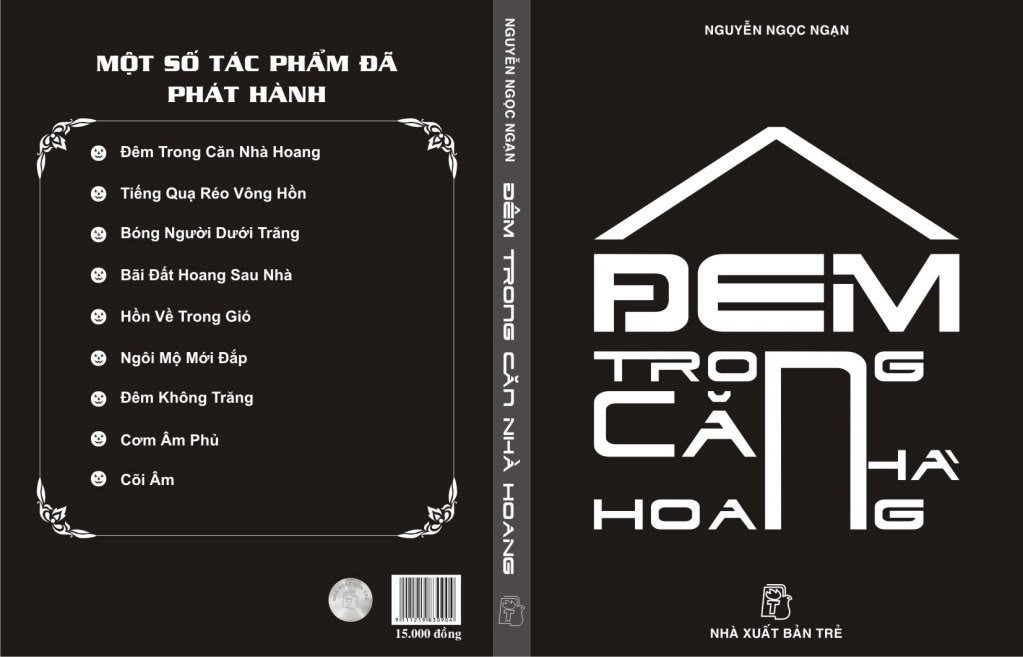 MỘT SỐ TÁC PHẨM ĐÃ
PHÁT HÀNH
Đêm Trong Căn Nhà Hoang
Tiếng Quạ Réo Vông Hồn
Bóng Người Dưới Trăng
Bãi Đất Hoang Sau Nhà
Hồn Về Trong Gió
Ngôi Mộ Mới Đắp
Đêm Không Trăng
Cơm Âm Phủ
Cõi Âm
15.000 đồng
NGUYỄN NGỌC NGẠN ĐÊM TRONG CĂN NHÀ HOANG
NGUYỄN NGỌC NGẠN
ĐÊM
TRONG
CĂN
NHÀ
HOANG
NHÀ XUẤT BẢN TRẺ